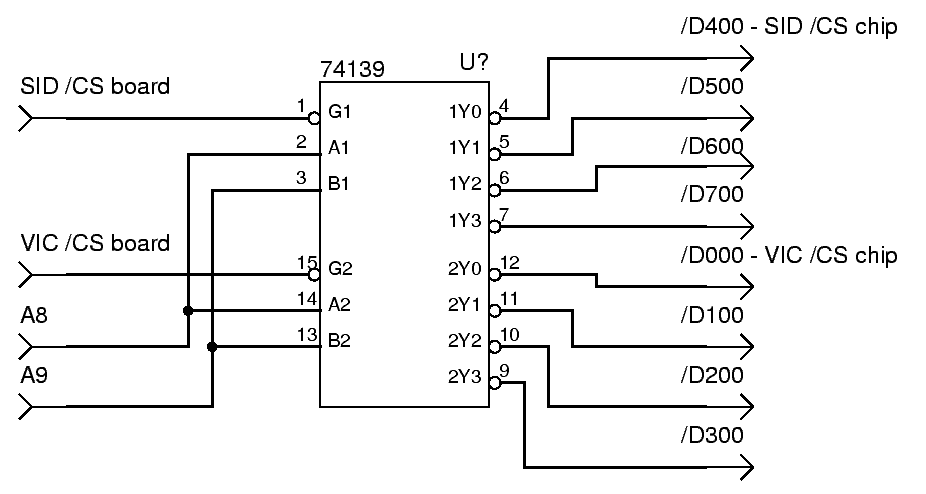 /D400 - SID /CS chip
74139
U?
SID /CS board
/D500
1
G1
1Y0
4
2
A1
1Y1
5
/D600
3
B1
1Y2
6
/D700
1Y3
7
VIC /CS board
/D000 - VIC /CS chip
15
G2
2Y0
12
14
A2
2Y1
11
A8
/D100
13
B2
2Y2
10
A9
/D200
2Y3
9
/D300